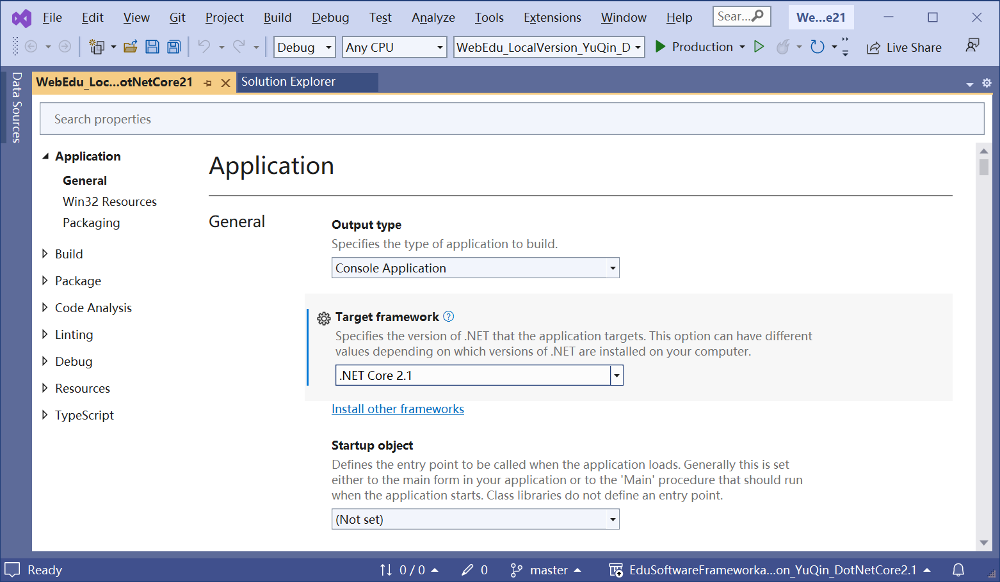 File Edit View Git Project Build Debug Test Analyze Tools Extensions Window Help Sear... We...e21
Debug Any CPU WebEdu_LocalVersion_YuQin_D Production Live Share
Data Sources
WebEdu_Loc...otNetCore21 Solution Explorer
Search properties
Application
General
Win32 Resources
Packaging
Build
Package
Code Analysis
Linting
Debug
Resources
TypeScript
Application
General
Output type
Specifies the type of application to build.
Console Application
Target framework ?
Specifies the version of .NET that the application targets. This option can have different
values depending on which versions of .NET are installed on your computer.
.NET Core 2.1
Install other frameworks
Startup object
Defines the entry point to be called when the application loads. Generally this is set
either to the main form in your application or to the 'Main' procedure that should run
when the application starts. Class libraries do not define an entry point.
(Not set)
Ready 0 / 0 0 master EduSoftwareFrameworka...on_YuQin_DotNetCore2.1